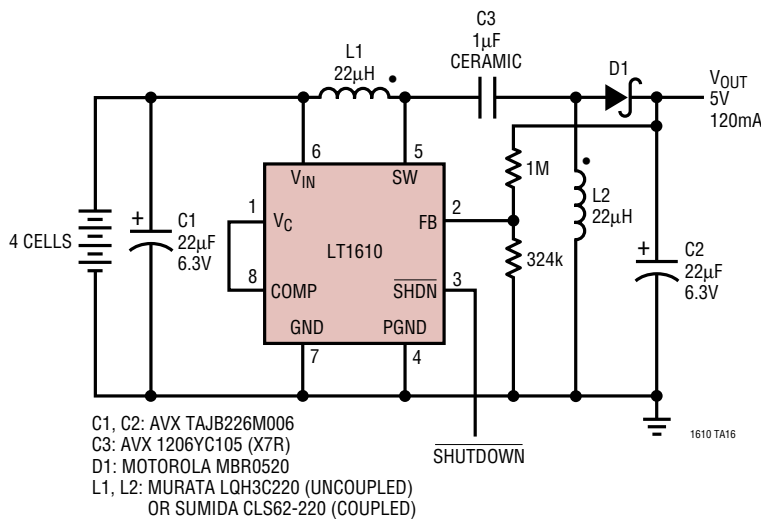 C3
1µF
CERAMIC
L1
22µH
D1
VOUT
5V
120mA
6
5
VIN
SW
1M
L2
22µH
1
VC
FB
2
+
C1
22µF
6.3V
4 CELLS
LT1610
324k
+
C2
22µF
6.3V
8
COMP
SHDN
3
GND
PGND
7
4
C1, C2: AVX TAJB226M006
C3: AVX 1206YC105 (X7R)
D1: MOTOROLA MBR0520
L1, L2: MURATA LQH3C220 (UNCOUPLED)
OR SUMIDA CLS62-220 (COUPLED)
SHUTDOWN
1610 TA16